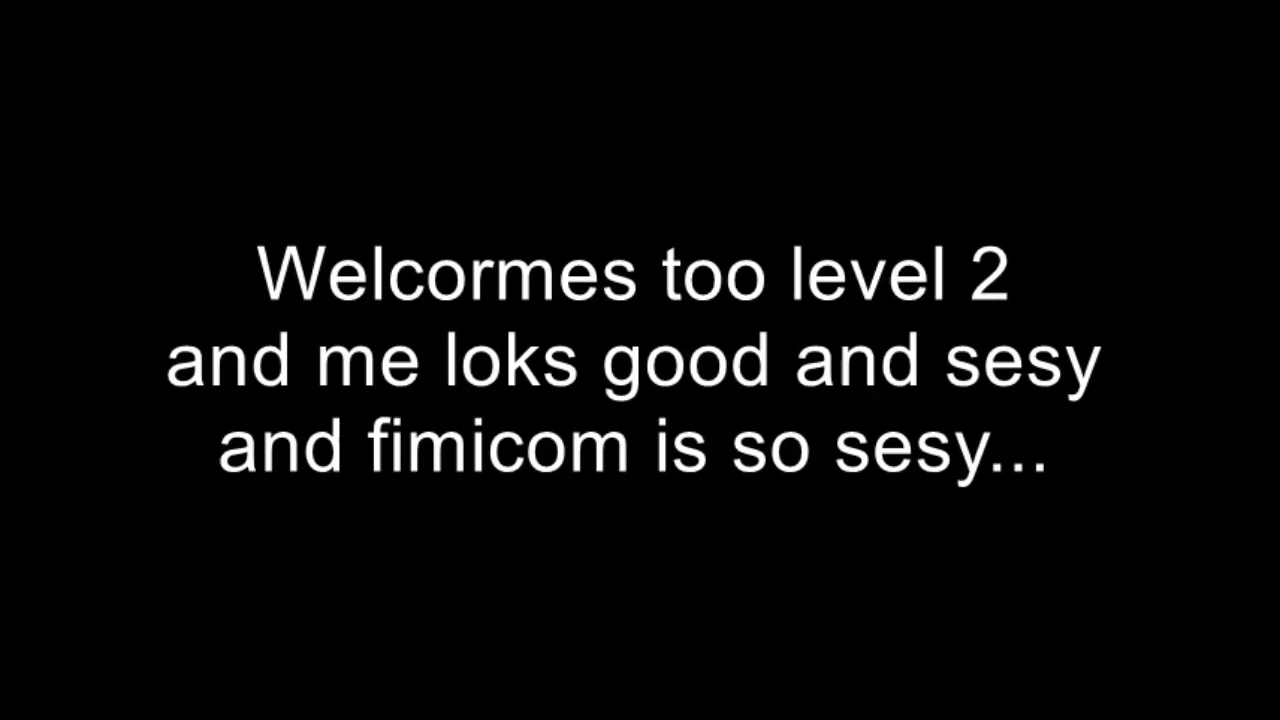 Welcormes too level 2
and me loks good and sesy
and fimicom is so sesy...